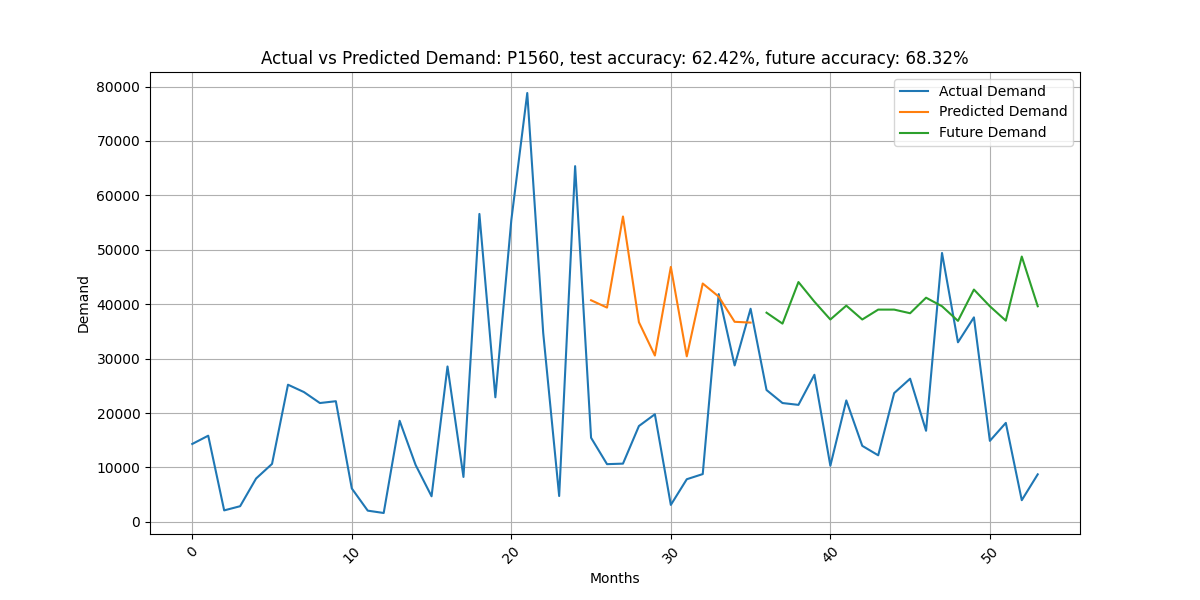 Actual vs Predicted Demand: P1560, test accuracy: 62.42%, future accuracy: 68.32%
Actual Demand
Predicted Demand
Future Demand
80000
70000
60000
50000
40000
30000
20000
10000
0
Demand
0
10
20
30
40
50
Months